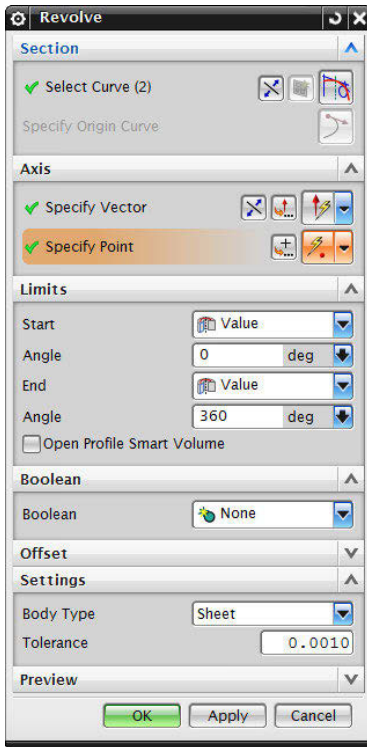 Revolve
Section
Select Curve (2)
Specify Origin Curve
Axis
Specify Vector
Specify Point
Limits
Start Value
Angle 0 deg
End Value
Angle 360 deg
Open Profile Smart Volume
Boolean
Boolean None
Offset
Settings
Body Type Sheet
Tolerance 0.0010
Preview
OK Apply Cancel